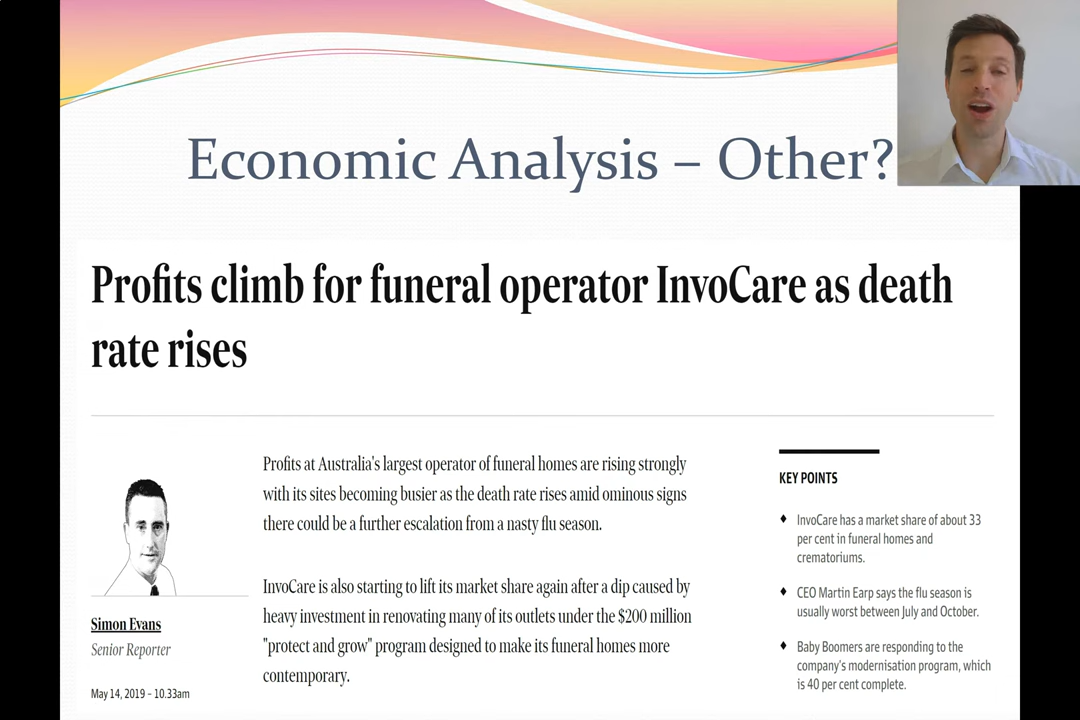 Economic Analysis – Other?
Profits climb for funeral operator InvoCare as death
rate rises
Simon Evans
Senior Reporter
May 14, 2019 – 10.33am
Profits at Australia's largest operator of funeral homes are rising strongly
with its sites becoming busier as the death rate rises amid ominous signs
there could be a further escalation from a nasty flu season.
InvoCare is also starting to lift its market share again after a dip caused by
heavy investment in renovating many of its outlets under the $200 million
"protect and grow" program designed to make its funeral homes more
contemporary.
KEY POINTS
♦ InvoCare has a market share of about 33
per cent in funeral homes and
crematoriums.
♦ CEO Martin Earp says the flu season is
usually worst between July and October.
♦ Baby Boomers are responding to the
company's modernisation program, which
is 40 per cent complete.